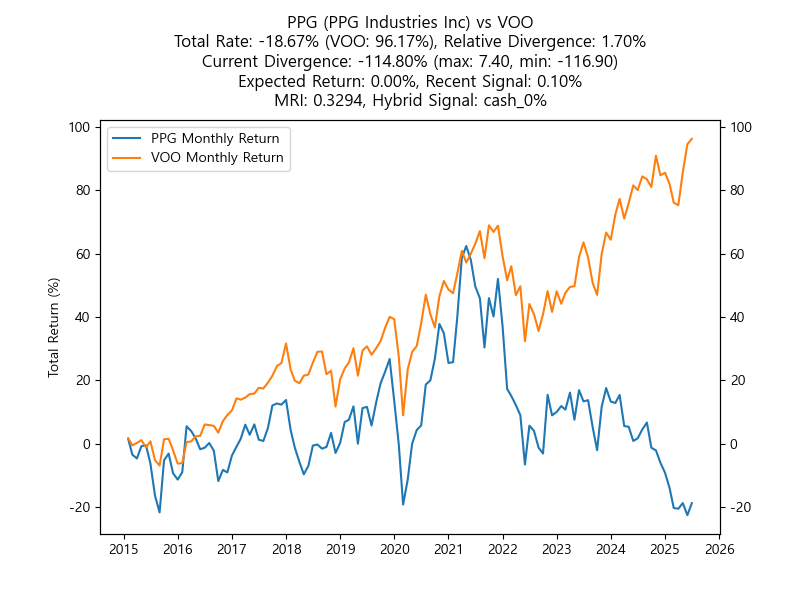 PPG (PPG Industries Inc) vs VOO
Total Rate: -18.67% (VOO: 96.17%), Relative Divergence: 1.70%
Current Divergence: -114.80% (max: 7.40, min: -116.90)
Expected Return: 0.00%, Recent Signal: 0.10%
MRI: 0.3294, Hybrid Signal: cash_0%
PPG Monthly Return
VOO Monthly Return
Total Return (%)
100
80
60
40
20
0
-20
100
80
60
40
20
0
-20
2015 2016 2017 2018 2019 2020 2021 2022 2023 2024 2025 2026